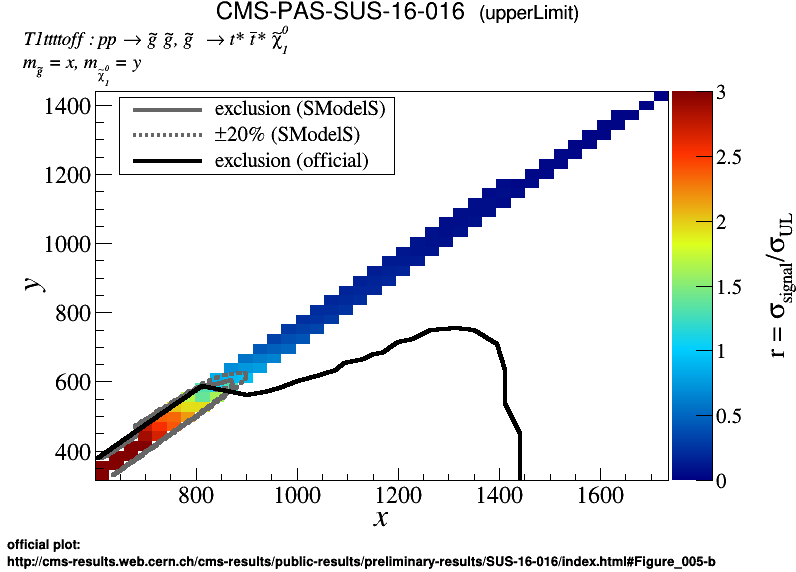 CMS-PAS-SUS-16-016 (upperLimit)
T1ttttoff : pp → g̃ g̃, g̃ → t* t̄* χ̃₁⁰
m_g̃ = x, m_χ̃₁⁰ = y
exclusion (SModelS)
±20% (SModelS)
exclusion (official)
1400
1200
1000
800
600
400
y
800
1000
1200
1400
1600
x
3
2.5
2
1.5
1
0.5
0
r = σ_signal/σ_UL
official plot:
http://cms-results.web.cern.ch/cms-results/public-results/preliminary-results/SUS-16-016/index.html#Figure_005-b